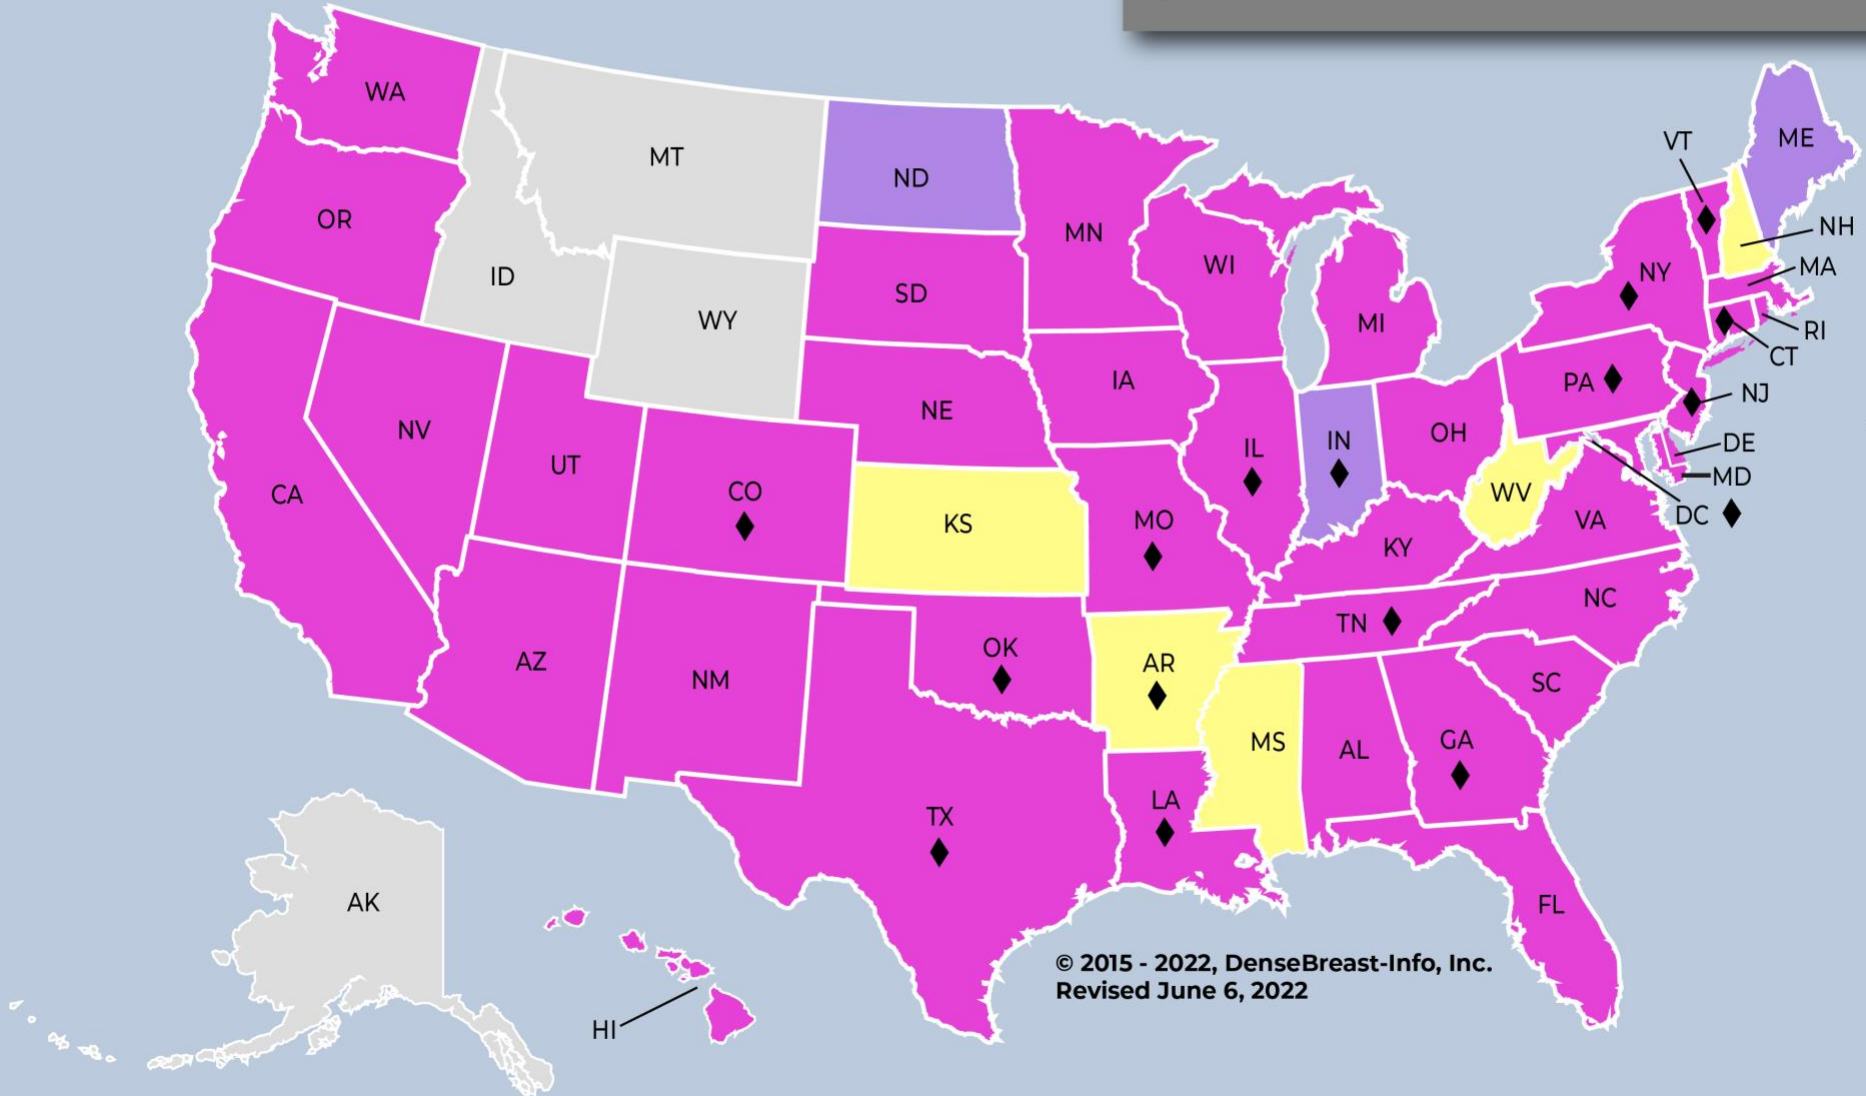 WA
MT
ND
MN
VT
ME
OR
ID
WY
SD
WI
MI
NY
NH
MA
RI
CT
NV
UT
NE
IA
IL
IN
OH
PA
NJ
DE
MD
DC
CA
CO
KS
MO
KY
WV
VA
AZ
NM
OK
AR
TN
NC
SC
TX
LA
MS
AL
GA
FL
AK
HI
© 2015 - 2022, DenseBreast-Info, Inc.
Revised June 6, 2022